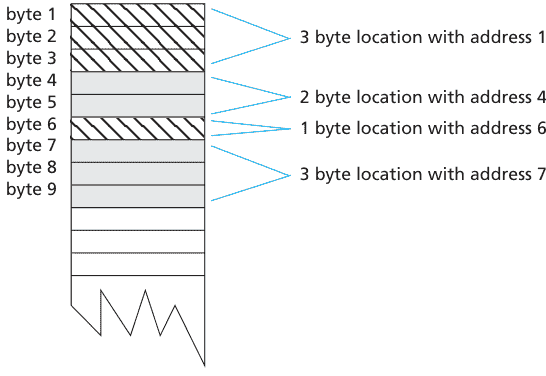 byte 1
byte 2
byte 3
byte 4
byte 5
byte 6
byte 7
byte 8
byte 9
3 byte location with address 1
2 byte location with address 4
1 byte location with address 6
3 byte location with address 7